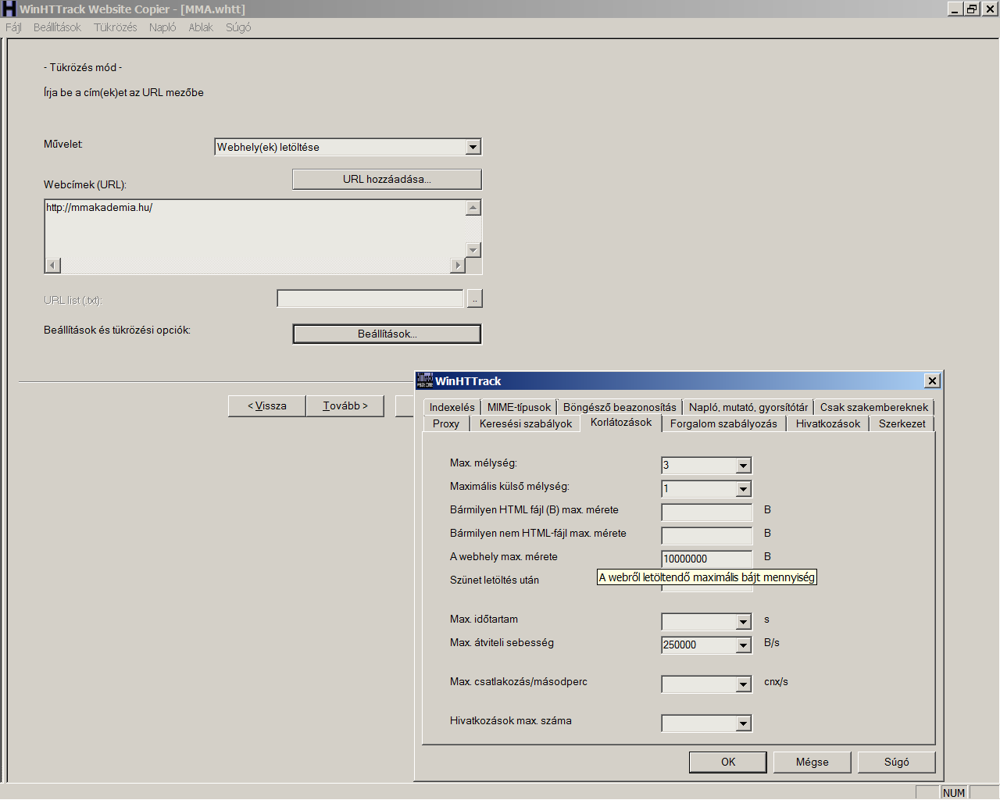 WinHTTrack Website Copier - [MMA.whtt]
Fájl Beállítások Tükrözés Napló Ablak Súgó
- Tükrözés mód -
Írja be a cím(ek)et az URL mezőbe
Művelet:
Webhely(ek) letöltése
Webcímek (URL):
URL hozzáadása...
http://mmakademia.hu/
URL list (.txt):
..
Beállítások és tükrözési opciók:
Beállítások...
< Vissza
Tovább >
WinHTTrack
Indexelés MIME-típusok Böngésző beazonosítás Napló, mutató, gyorsítótár Csak szakembereknek
Proxy Keresési szabályok Korlátozások Forgalom szabályozás Hivatkozások Szerkezet
Max. mélység: 3
Maximális külső mélység: 1
Bármilyen HTML fájl (B) max. mérete B
Bármilyen nem HTML-fájl max. mérete B
A webhely max. mérete 10000000 B
Szünet letöltés után
A webről letöltendő maximális bájt mennyiség
Max. időtartam s
Max. átviteli sebesség 250000 B/s
Max. csatlakozás/másodperc cnx/s
Hivatkozások max. száma
OK Mégse Súgó
NUM